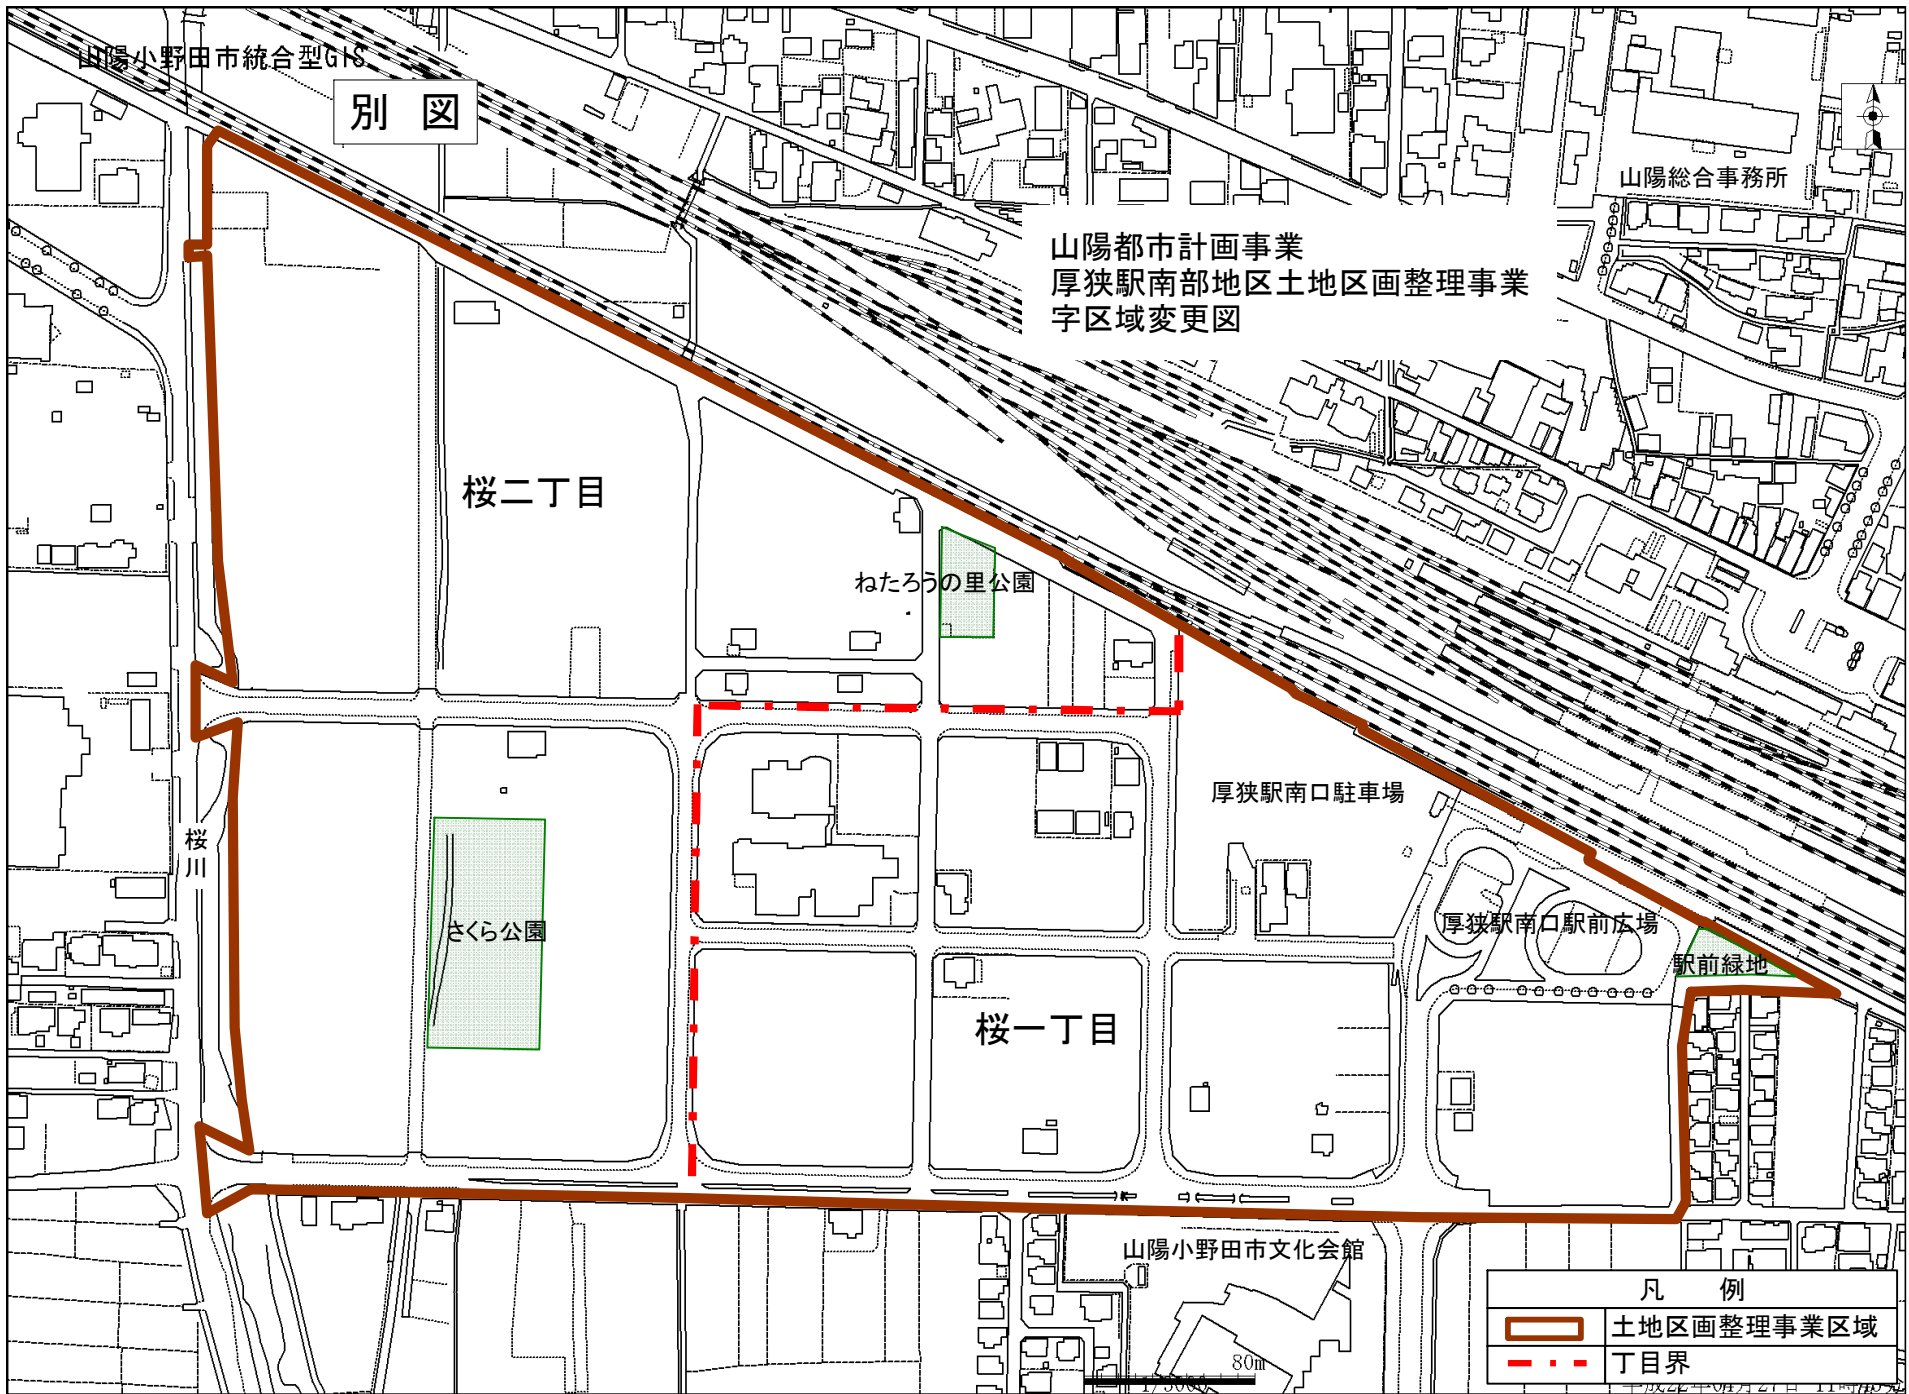 山陽小野田市統合型GIS
別 図
山陽総合事務所
山陽都市計画事業
厚狭駅南部地区土地区画整理事業
字区域変更図
桜二丁目
ねたろうの里公園
厚狭駅南口駐車場
桜川
さくら公園
厚狭駅南口駅前広場
駅前緑地
桜一丁目
山陽小野田市文化会館
凡 例
土地区画整理事業区域
丁目界
80m